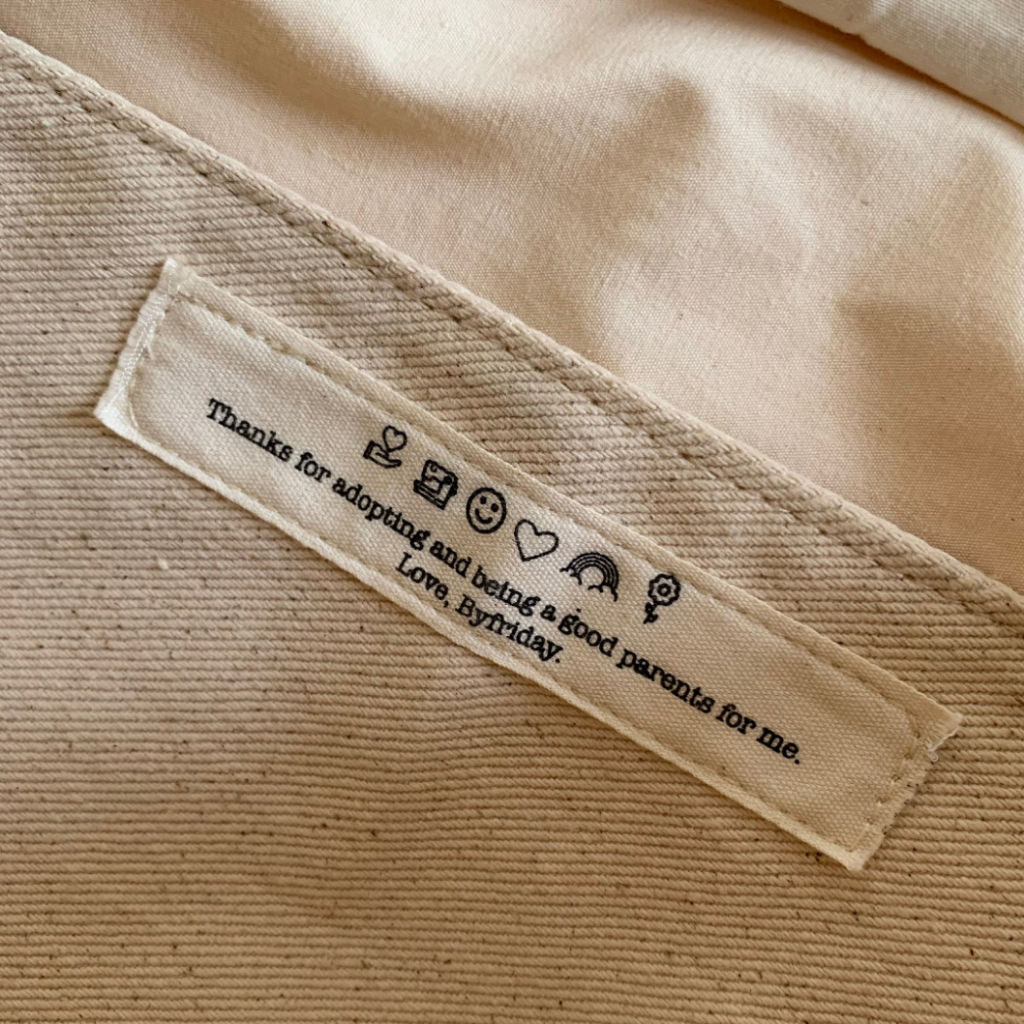 Thanks for adopting and being a good parents for me.
Love, Byfriday.